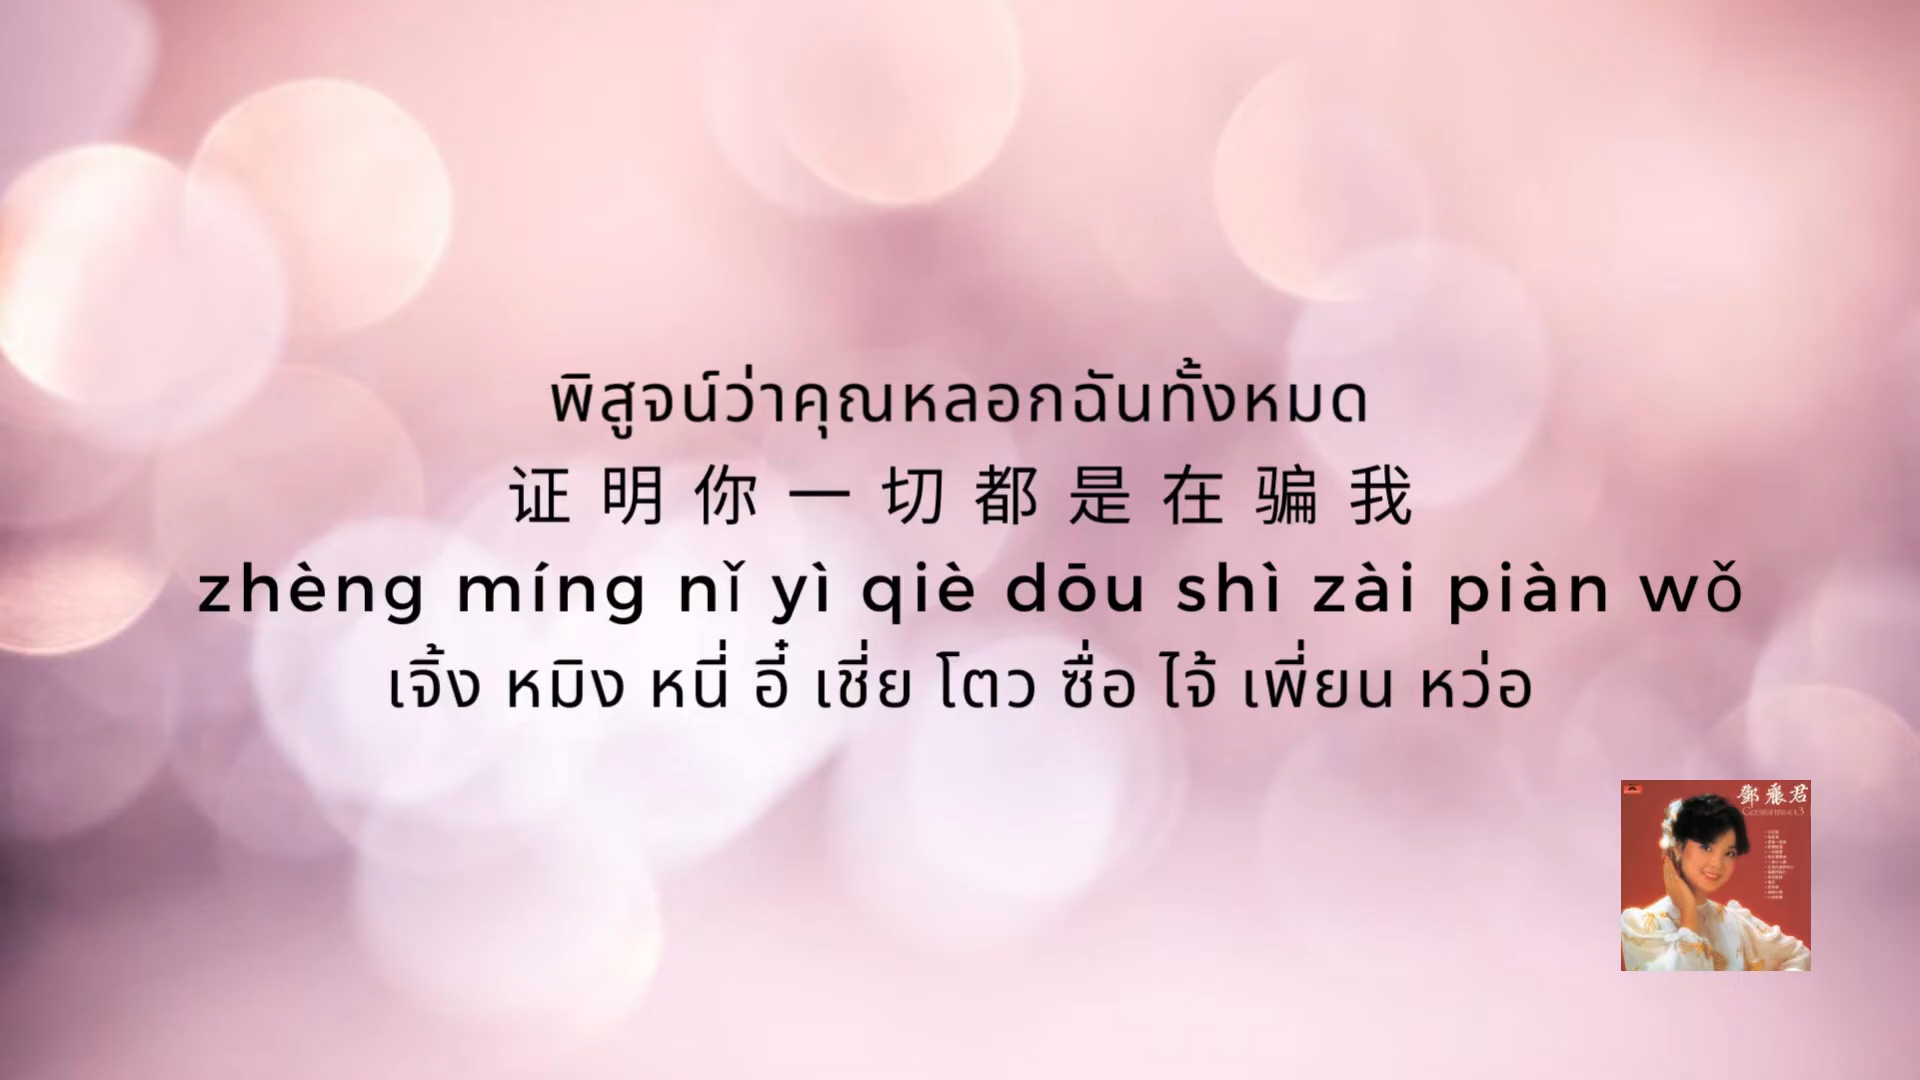 พิสูจน์ว่าคุณหลอกฉันทั้งหมด
证明你一切都是在骗我
zhèng míng nǐ yì qiè dōu shì zài piàn wǒ
เจิ้ง หมิง หนี่ อี๋ เชี่ย โตว ซื่อ ไจ้ เพี่ยน หว่อ
鄧麗君